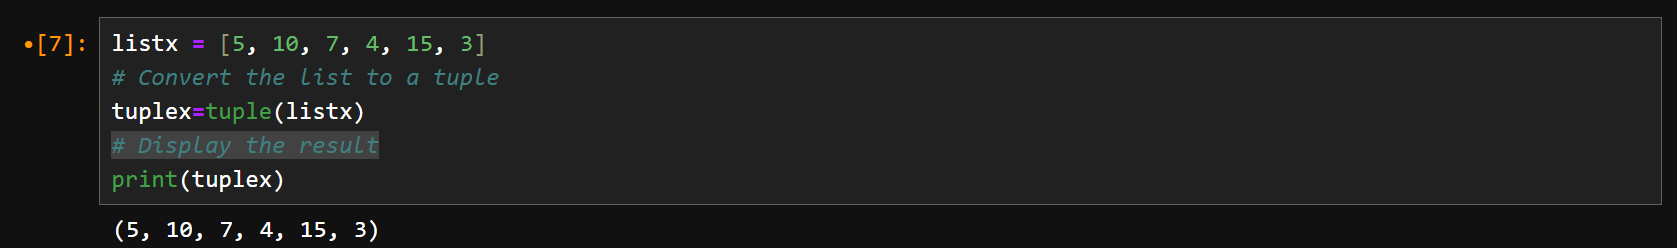 •[7]: listx = [5, 10, 7, 4, 15, 3]
# Convert the list to a tuple
tuplex=tuple(listx)
# Display the result
print(tuplex)
(5, 10, 7, 4, 15, 3)